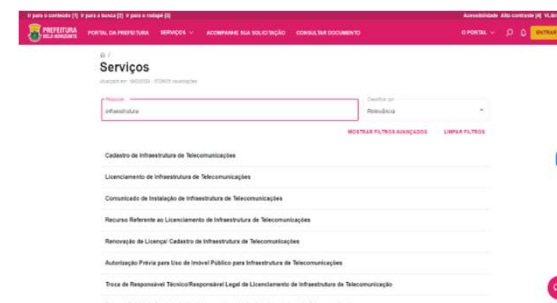 Ir para o conteúdo [1] Ir para a busca [2] Ir para o rodapé [3] Acessibilidade Alto contraste [4] VLibras
PREFEITURA BELO HORIZONTE PORTAL DA PREFEITURA SERVIÇOS ACOMPANHE SUA SOLICITAÇÃO CONSULTAR DOCUMENTO O PORTAL ENTRAR
/
Serviços
Pesquisar Classificar por
infraestrutura Relevância
MOSTRAR FILTROS AVANÇADOS LIMPAR FILTROS
Cadastro de Infraestrutura de Telecomunicações
Licenciamento de Infraestrutura de Telecomunicações
Comunicado de Instalação de Infraestrutura de Telecomunicações
Recurso Referente ao Licenciamento de Infraestrutura de Telecomunicações
Renovação de Licença/ Cadastro de Infraestrutura de Telecomunicações
Autorização Prévia para Uso de Imóvel Público para Infraestrutura de Telecomunicações
Troca de Responsável Técnico/Responsável Legal de Licenciamento de Infraestrutura de Telecomunicação